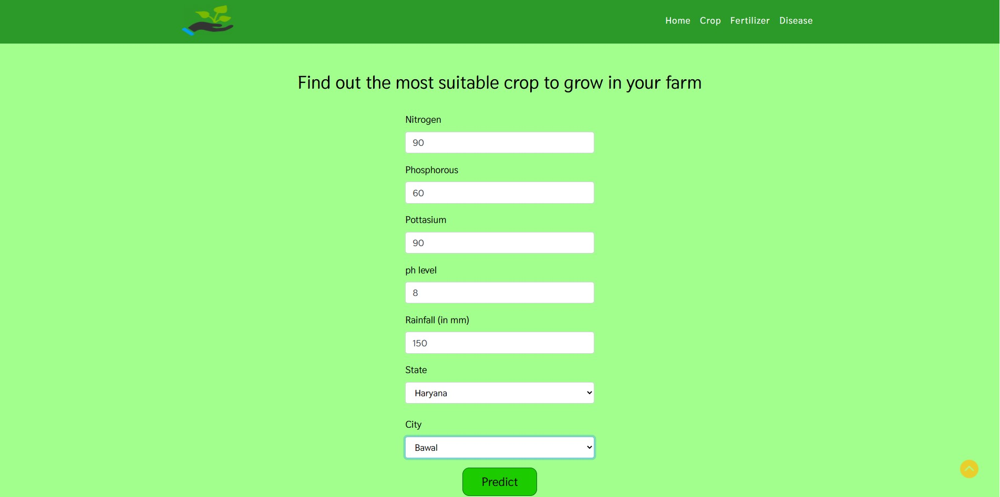 Home Crop Fertilizer Disease
Find out the most suitable crop to grow in your farm
Nitrogen
90
Phosphorous
60
Pottasium
90
ph level
8
Rainfall (in mm)
150
State
Haryana
City
Bawal
Predict